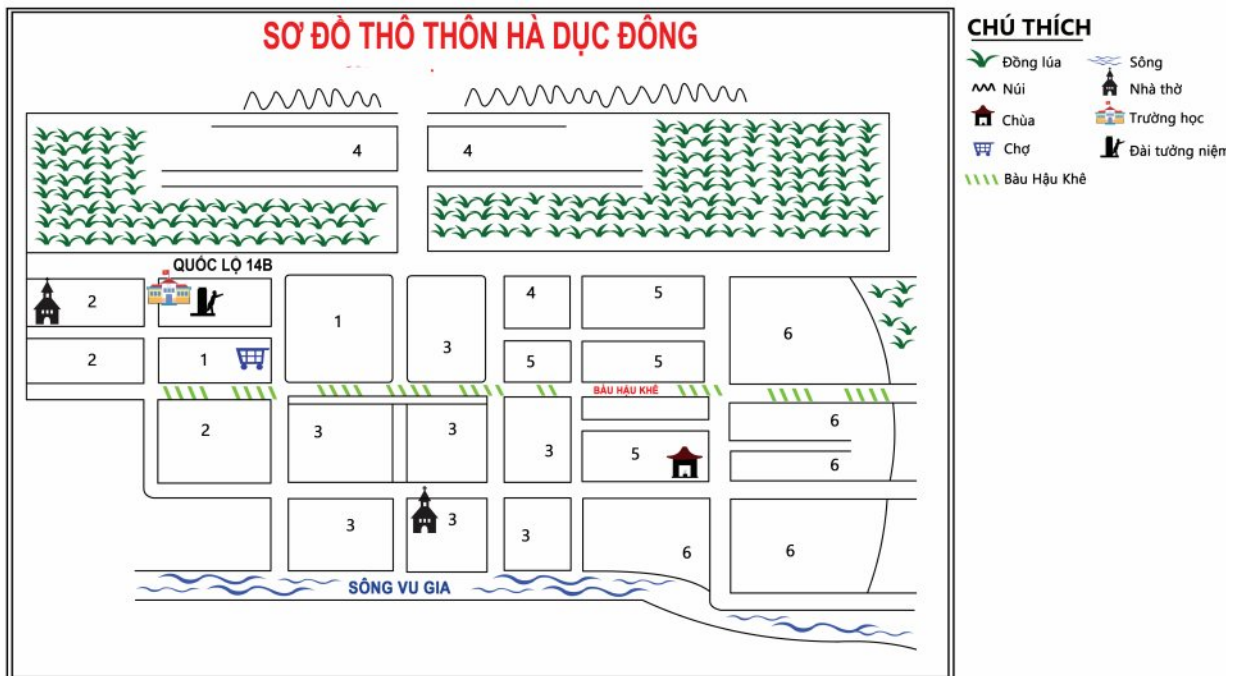 SƠ ĐỒ THÔ THÔN HÀ DỤC ĐÔNG
CHÚ THÍCH
Đồng lúa
Sông
Núi
Nhà thờ
Chùa
Trường học
Chợ
Đài tưởng niệm
Bàu Hậu Khê
4 4
QUỐC LỘ 14B
2 1 3 4 5 6
2 1 5 5
BÀU HẬU KHÊ
2 3 3 3 5 6
6
3 3 3 6 6
SÔNG VU GIA